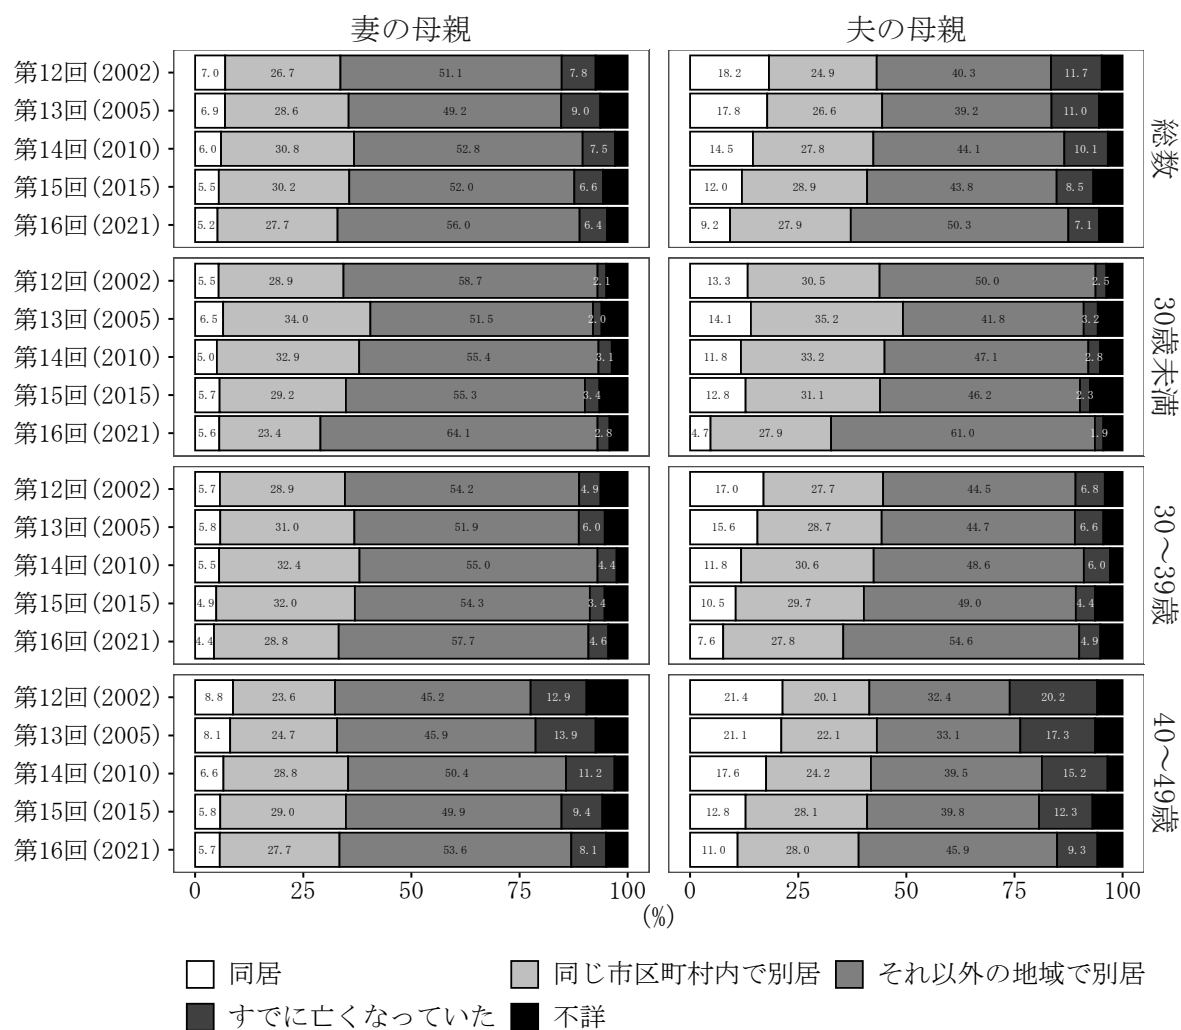 妻の母親 夫の母親
総数
第12回(2002) 7.0 26.7 51.1 7.8 18.2 24.9 40.3 11.7
第13回(2005) 6.9 28.6 49.2 9.0 17.8 26.6 39.2 11.0
第14回(2010) 6.0 30.8 52.8 7.5 14.5 27.8 44.1 10.1
第15回(2015) 5.5 30.2 52.0 6.6 12.0 28.9 43.8 8.5
第16回(2021) 5.2 27.7 56.0 6.4 9.2 27.9 50.3 7.1
30歳未満
第12回(2002) 5.5 28.9 58.7 2.1 13.3 30.5 50.0 2.5
第13回(2005) 6.5 34.0 51.5 2.0 14.1 35.2 41.8 3.2
第14回(2010) 5.0 32.9 55.4 3.1 11.8 33.2 47.1 2.8
第15回(2015) 5.7 29.2 55.3 3.4 12.8 31.1 46.2 2.3
第16回(2021) 5.6 23.4 64.1 2.8 4.7 27.9 61.0 1.9
30〜39歳
第12回(2002) 5.7 28.9 54.2 4.9 17.0 27.7 44.5 6.8
第13回(2005) 5.8 31.0 51.9 6.0 15.6 28.7 44.7 6.6
第14回(2010) 5.5 32.4 55.0 4.4 11.8 30.6 48.6 6.0
第15回(2015) 4.9 32.0 54.3 3.4 10.5 29.7 49.0 4.4
第16回(2021) 4.4 28.8 57.7 4.6 7.6 27.8 54.6 4.9
40〜49歳
第12回(2002) 8.8 23.6 45.2 12.9 21.4 20.1 32.4 20.2
第13回(2005) 8.1 24.7 45.9 13.9 21.1 22.1 33.1 17.3
第14回(2010) 6.6 28.8 50.4 11.2 17.6 24.2 39.5 15.2
第15回(2015) 5.8 29.0 49.9 9.4 12.8 28.1 39.8 12.3
第16回(2021) 5.7 27.7 53.6 8.1 11.0 28.0 45.9 9.3
0 25 50 75 100 0 25 50 75 100
(%)
同居 同じ市区町村内で別居 それ以外の地域で別居
すでに亡くなっていた 不詳